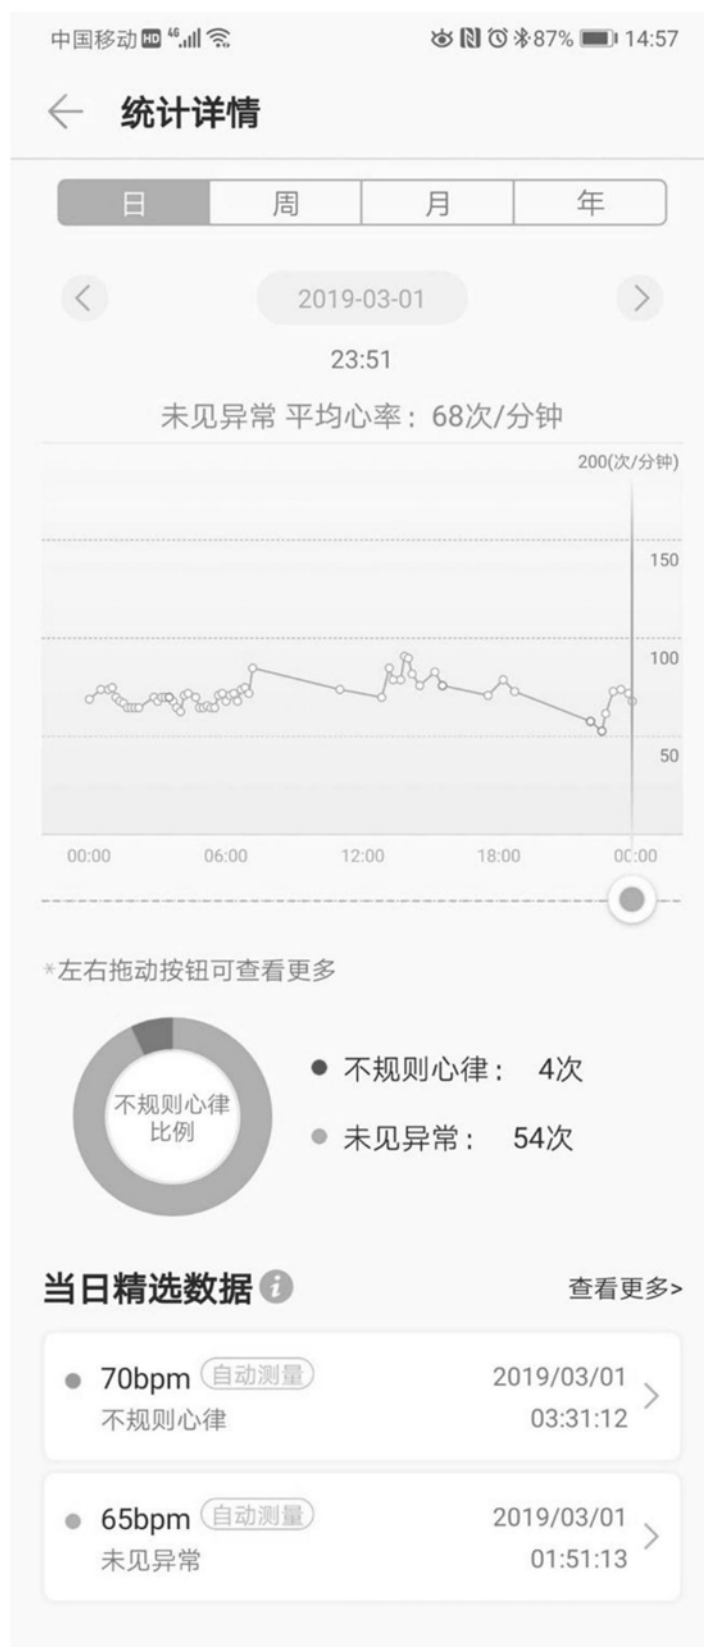 中国移动 HD 4G 87% 14:57
统计详情
日 周 月 年
2019-03-01
23:51
未见异常 平均心率：68次/分钟
200(次/分钟)
150
100
50
00:00 06:00 12:00 18:00 00:00
*左右拖动按钮可查看更多
不规则心律
比例
不规则心律： 4次
未见异常： 54次
当日精选数据 i 查看更多>
70bpm 自动测量 2019/03/01
不规则心律 03:31:12
65bpm 自动测量 2019/03/01
未见异常 01:51:13